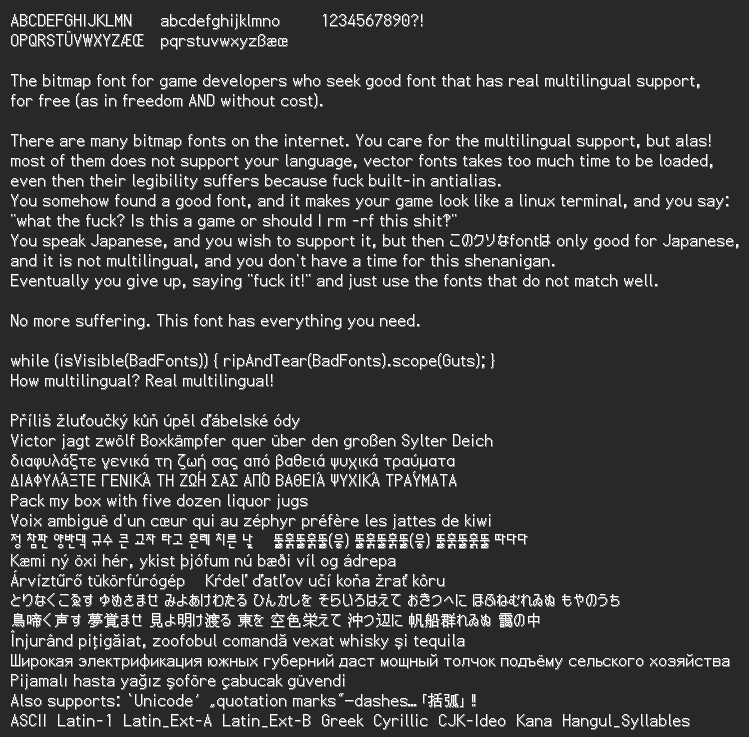 ABCDEFGHIJKLMN abcdefghijklmno 1234567890?!
OPQRSTÜVWXYZÆŒ pqrstuvwxyzßæœ
The bitmap font for game developers who seek good font that has real multilingual support,
for free (as in freedom AND without cost).
There are many bitmap fonts on the internet. You care for the multilingual support, but alas!
most of them does not support your language, vector fonts takes too much time to be loaded,
even then their legibility suffers because fuck built-in antialias.
You somehow found a good font, and it makes your game look like a linux terminal, and you say:
"what the fuck? Is this a game or should I rm -rf this shit‽"
You speak Japanese, and you wish to support it, but then このクソなfontは only good for Japanese,
and it is not multilingual, and you don't have a time for this shenanigan.
Eventually you give up, saying "fuck it!" and just use the fonts that do not match well.
No more suffering. This font has everything you need.
while (isVisible(BadFonts)) { ripAndTear(BadFonts).scope(Guts); }
How multilingual? Real multilingual!
Příliš žluťoučký kůň úpěl ďábelské ódy
Victor jagt zwölf Boxkämpfer quer über den großen Sylter Deich
διαφυλάξτε γενικά τη ζωή σας από βαθειά ψυχικά τραύματα
ΔΙΑΦΥΛΆΞΤΕ ΓΕΝΙΚΆ ΤΗ ΖΩΉ ΣΑΣ ΑΠΌ ΒΑΘΕΙΆ ΨΥΧΙΚΆ ΤΡΑΎΜΑΤΑ
Pack my box with five dozen liquor jugs
Voix ambiguë d'un cœur qui au zéphyr préfère les jattes de kiwi
정 참판 양반댁 규수 큰 교자 타고 혼례 치른 날 뚧훍뚧훍뚧(읗) 뚧훍뚧훍뚧(읗) 뚧훍뚧훍뚧 따다다
Kæmi ný öxi hér, ykist þjófum nú bæði víl og ádrepa
Árvíztűrő tükörfúrógép Kŕdeľ ďatľov učí koňa žrať kôru
とりなくこゑす ゆめさませ みよあけわたる ひんかしを そらいろはえて おきつへに ほふねむれゐぬ もやのうち
鳥啼く声す 夢覚ませ 見よ明け渡る 東を 空色栄えて 沖つ辺に 帆船群れゐぬ 靄の中
Înjurând pițigăiat, zoofobul comandă vexat whisky și tequila
Широкая электрификация южных губерний даст мощный толчок подъёму сельского хозяйства
Pijamalı hasta yağız şoföre çabucak güvendi
Also supports: ‛Unicode’ „quotation marks“—dashes…「括弧」‼
ASCII Latin-1 Latin_Ext-A Latin_Ext-B Greek Cyrillic CJK-Ideo Kana Hangul_Syllables